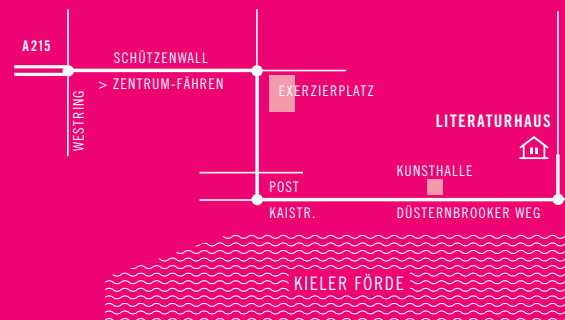 A215
SCHÜTZENWALL
> ZENTRUM-FÄHREN
WESTRING
EXERZIERPLATZ
LITERATURHAUS
KUNSTHALLE
POST
KAISTR.
DÜSTERNBROOKER WEG
KIELER FÖRDE